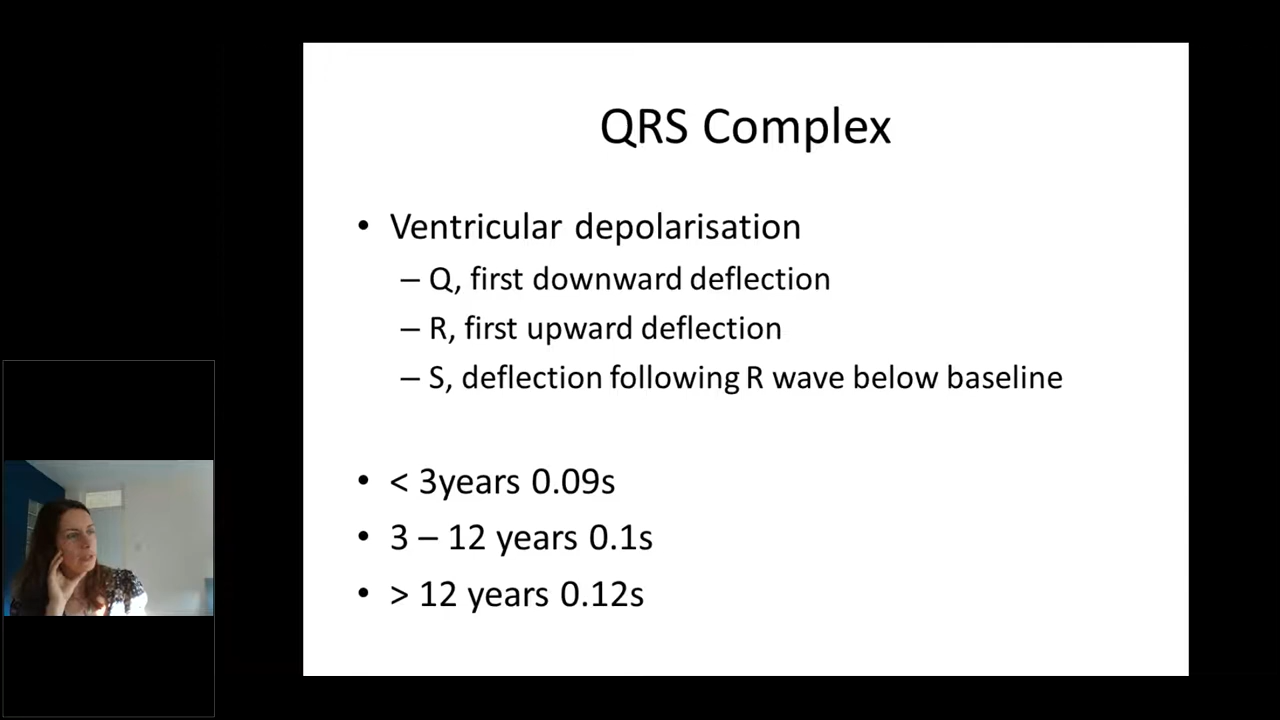 QRS Complex
• Ventricular depolarisation
– Q, first downward deflection
– R, first upward deflection
– S, deflection following R wave below baseline
• < 3years 0.09s
• 3 – 12 years 0.1s
• > 12 years 0.12s